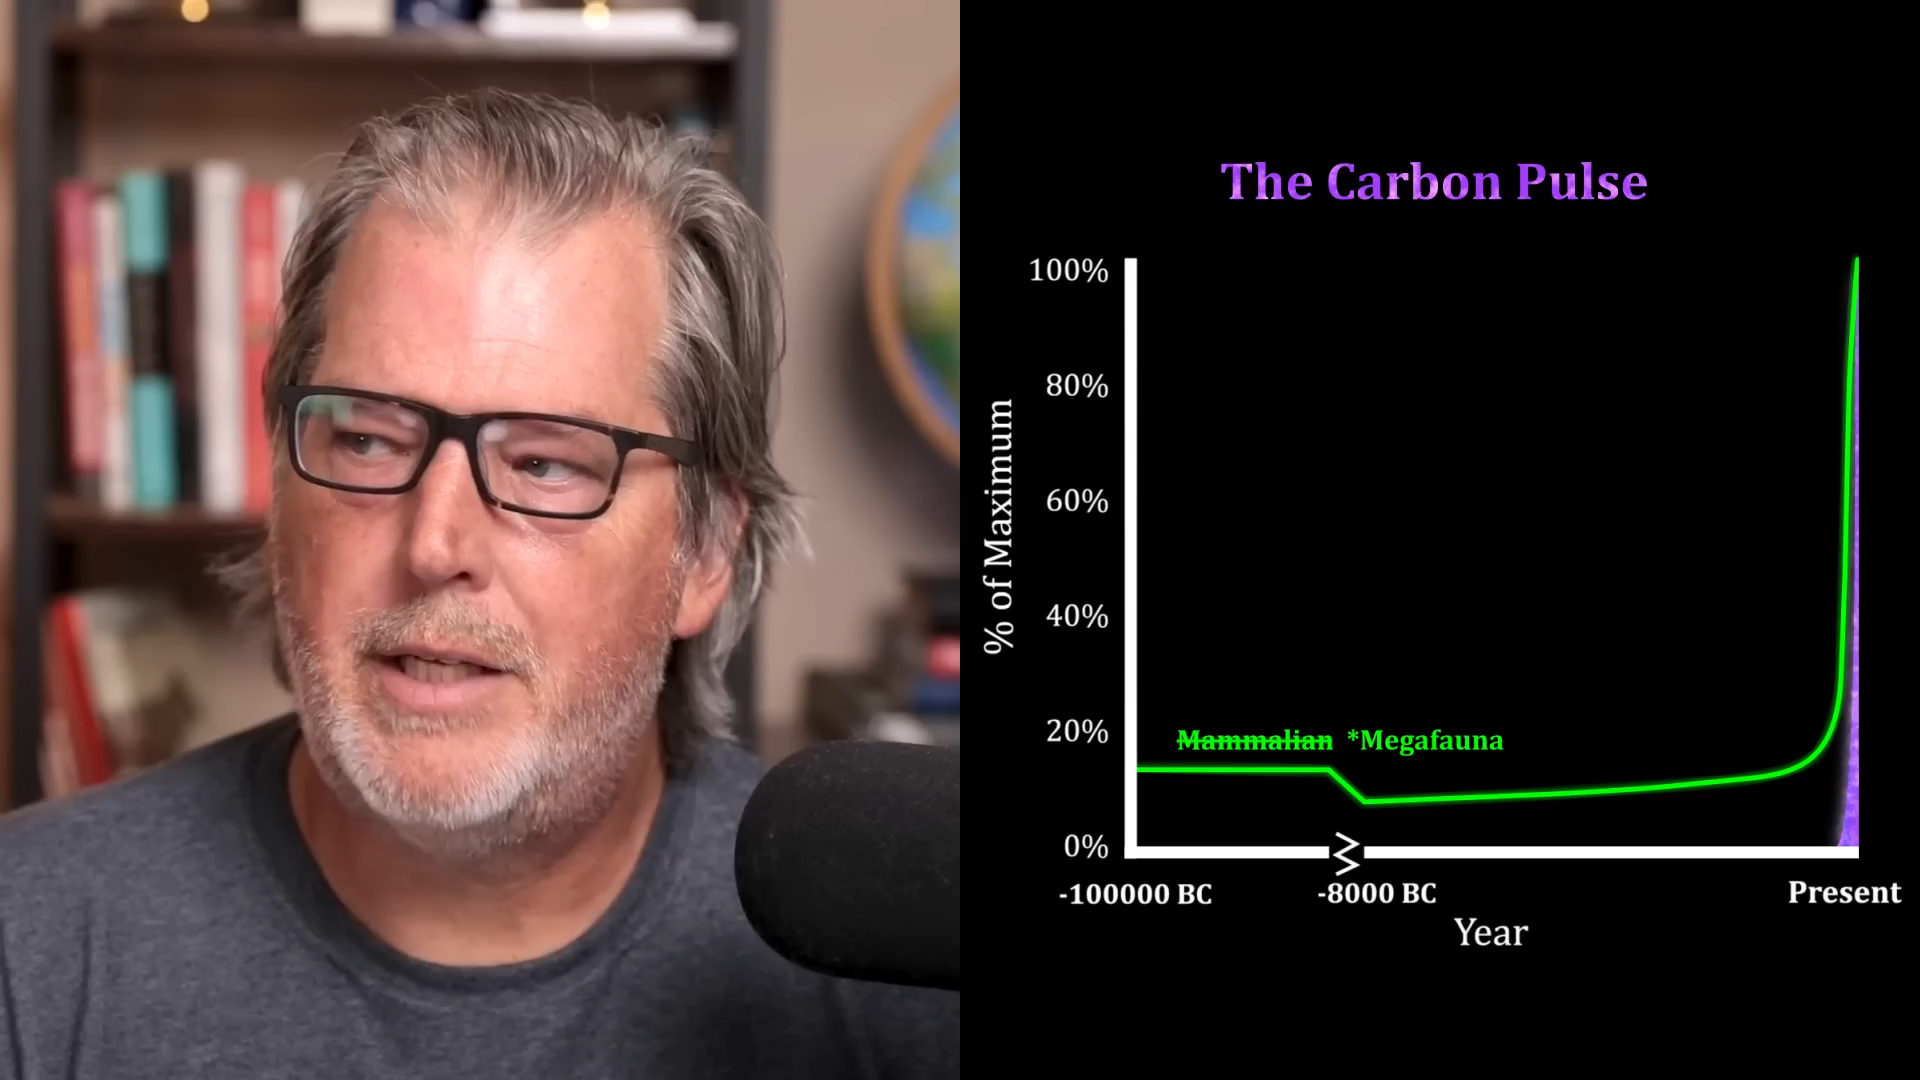 The Carbon Pulse
100%
80%
60%
40%
20%
0%
% of Maximum
Mammalian *Megafauna
-100000 BC -8000 BC Present
Year